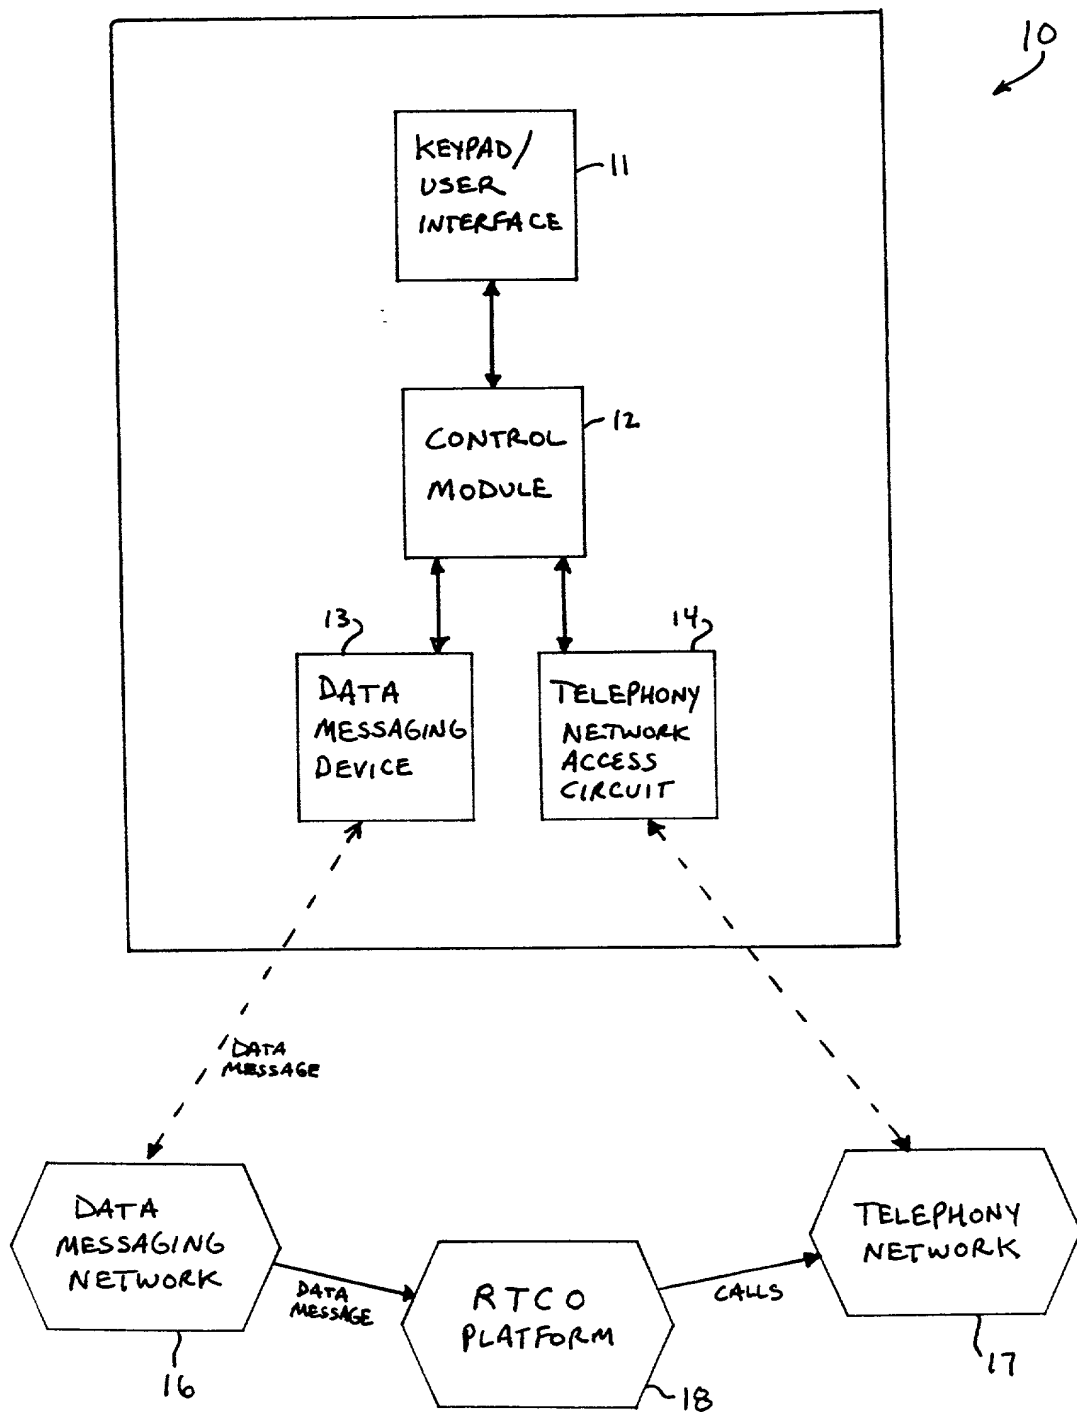 10
KEYPAD/
USER
INTERFACE
11
CONTROL
MODULE
12
13
14
DATA
MESSAGING
DEVICE
TELEPHONY
NETWORK
ACCESS
CIRCUIT
DATA
MESSAGE
DATA
MESSAGING
NETWORK
TELEPHONY
NETWORK
DATA
MESSAGE
RTCO
PLATFORM
CALLS
16
18
17